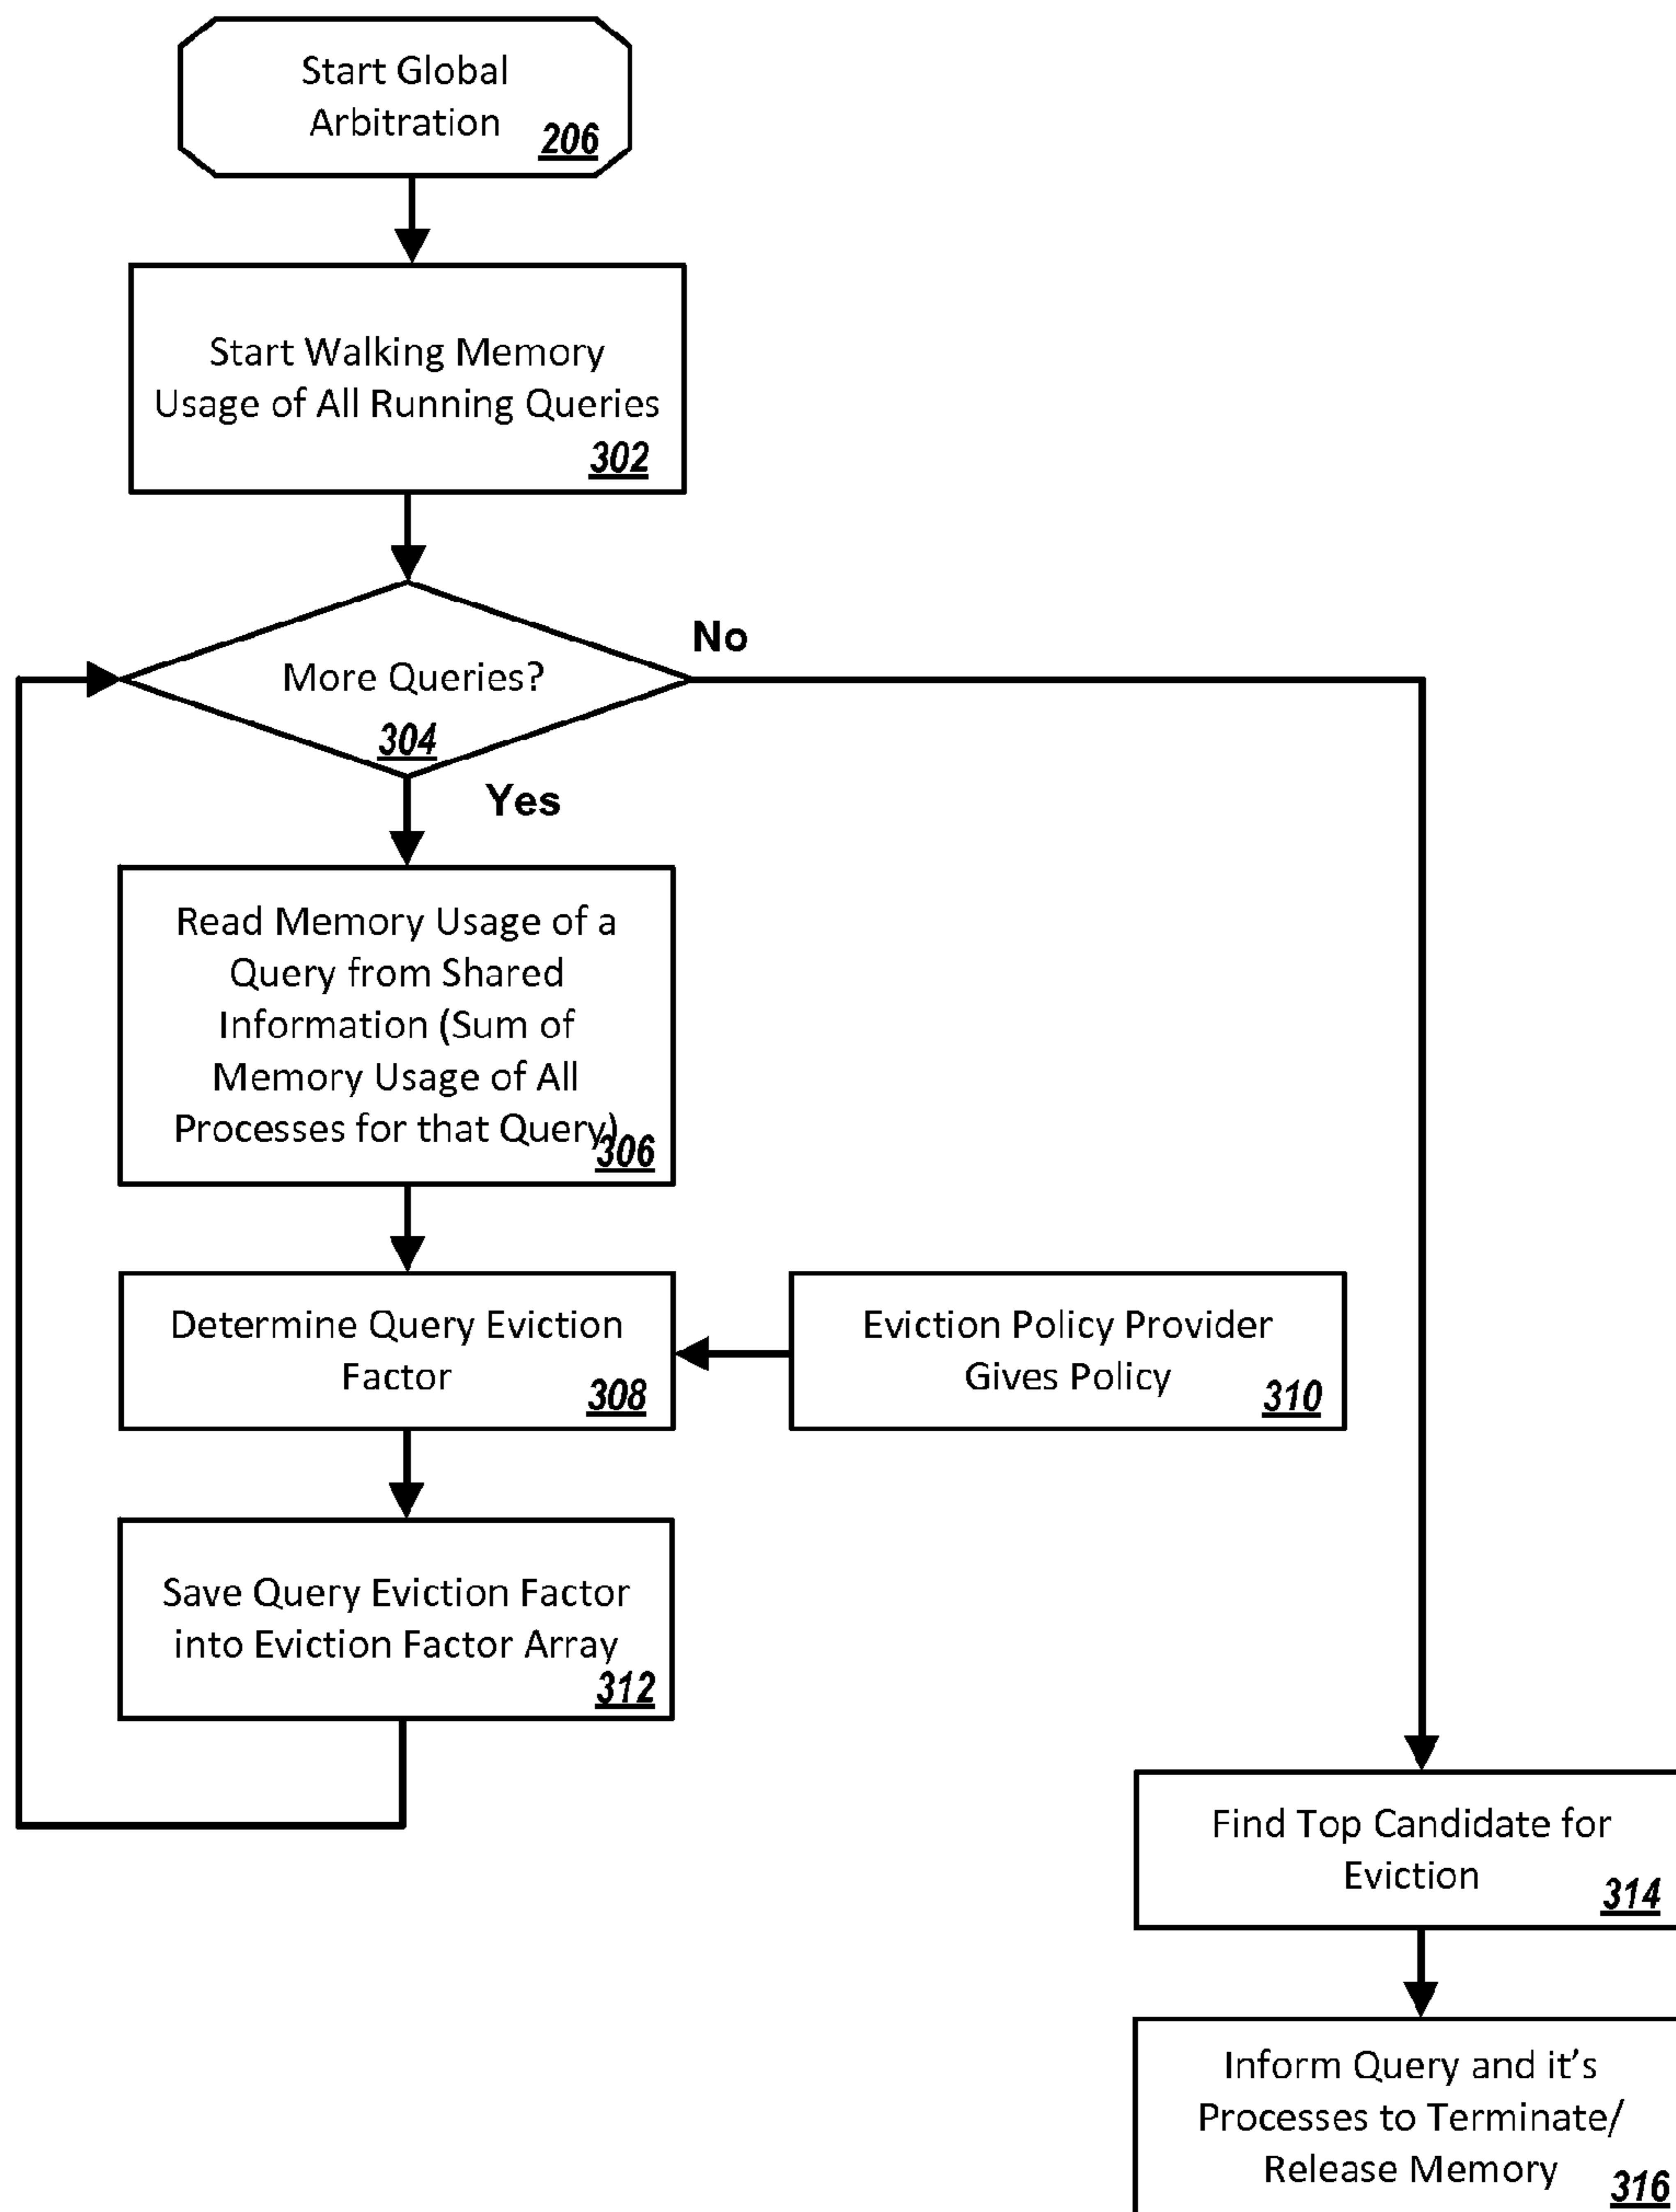 Start Global
Arbitration
206
Start Walking Memory
Usage of All Running Queries
302
No
More Queries?
304
Yes
Read Memory Usage of a
Query from Shared
Information (Sum of
Memory Usage of All
Processes for that Query)
306
Determine Query Eviction
Factor
308
Eviction Policy Provider
Gives Policy
310
Save Query Eviction Factor
into Eviction Factor Array
312
Find Top Candidate for
Eviction
314
Inform Query and it's
Processes to Terminate/
Release Memory
316